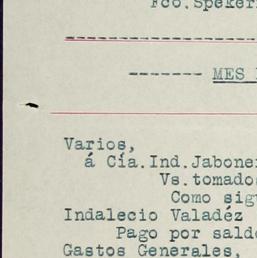 Fco.Speker
------------------
------- MES
Varios,
á Cía.Ind.Jabone
Vs.tomado
Como sig
Indalecio Valadéz
Pago por sald
Gastos Generales,